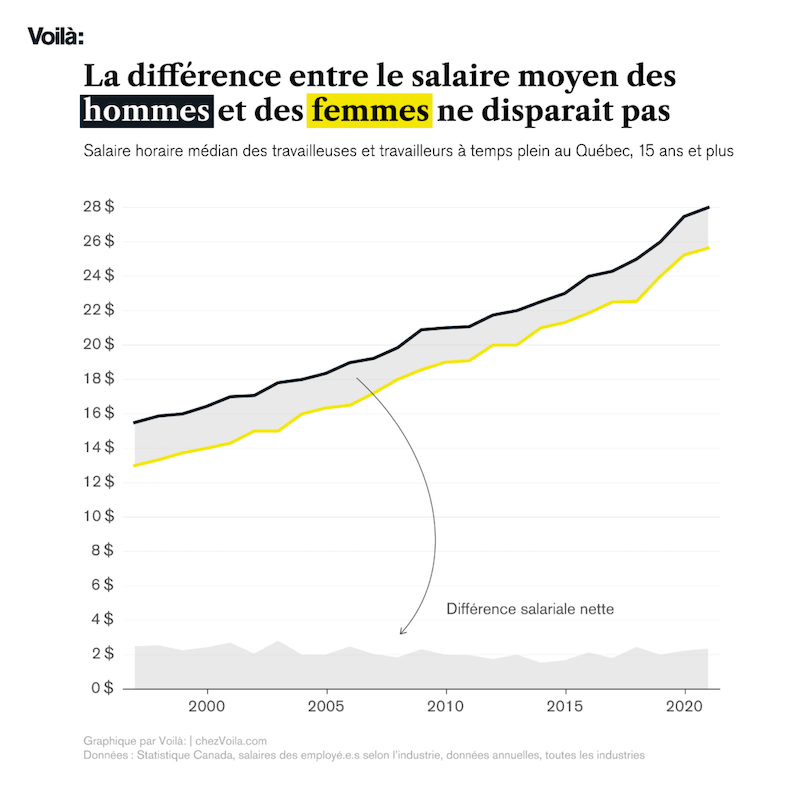 Voilà:
La différence entre le salaire moyen des
hommes et des femmes ne disparait pas
Salaire horaire médian des travailleuses et travailleurs à temps plein au Québec, 15 ans et plus
28 $
26 $
24 $
22 $
20 $
18 $
16 $
14 $
12 $
10 $
8 $
6 $
4 $
Différence salariale nette
2 $
0 $
2000 2005 2010 2015 2020
Graphique par Voilà: | chezVoila.com
Données : Statistique Canada, salaires des employé.e.s selon l'industrie, données annuelles, toutes les industries